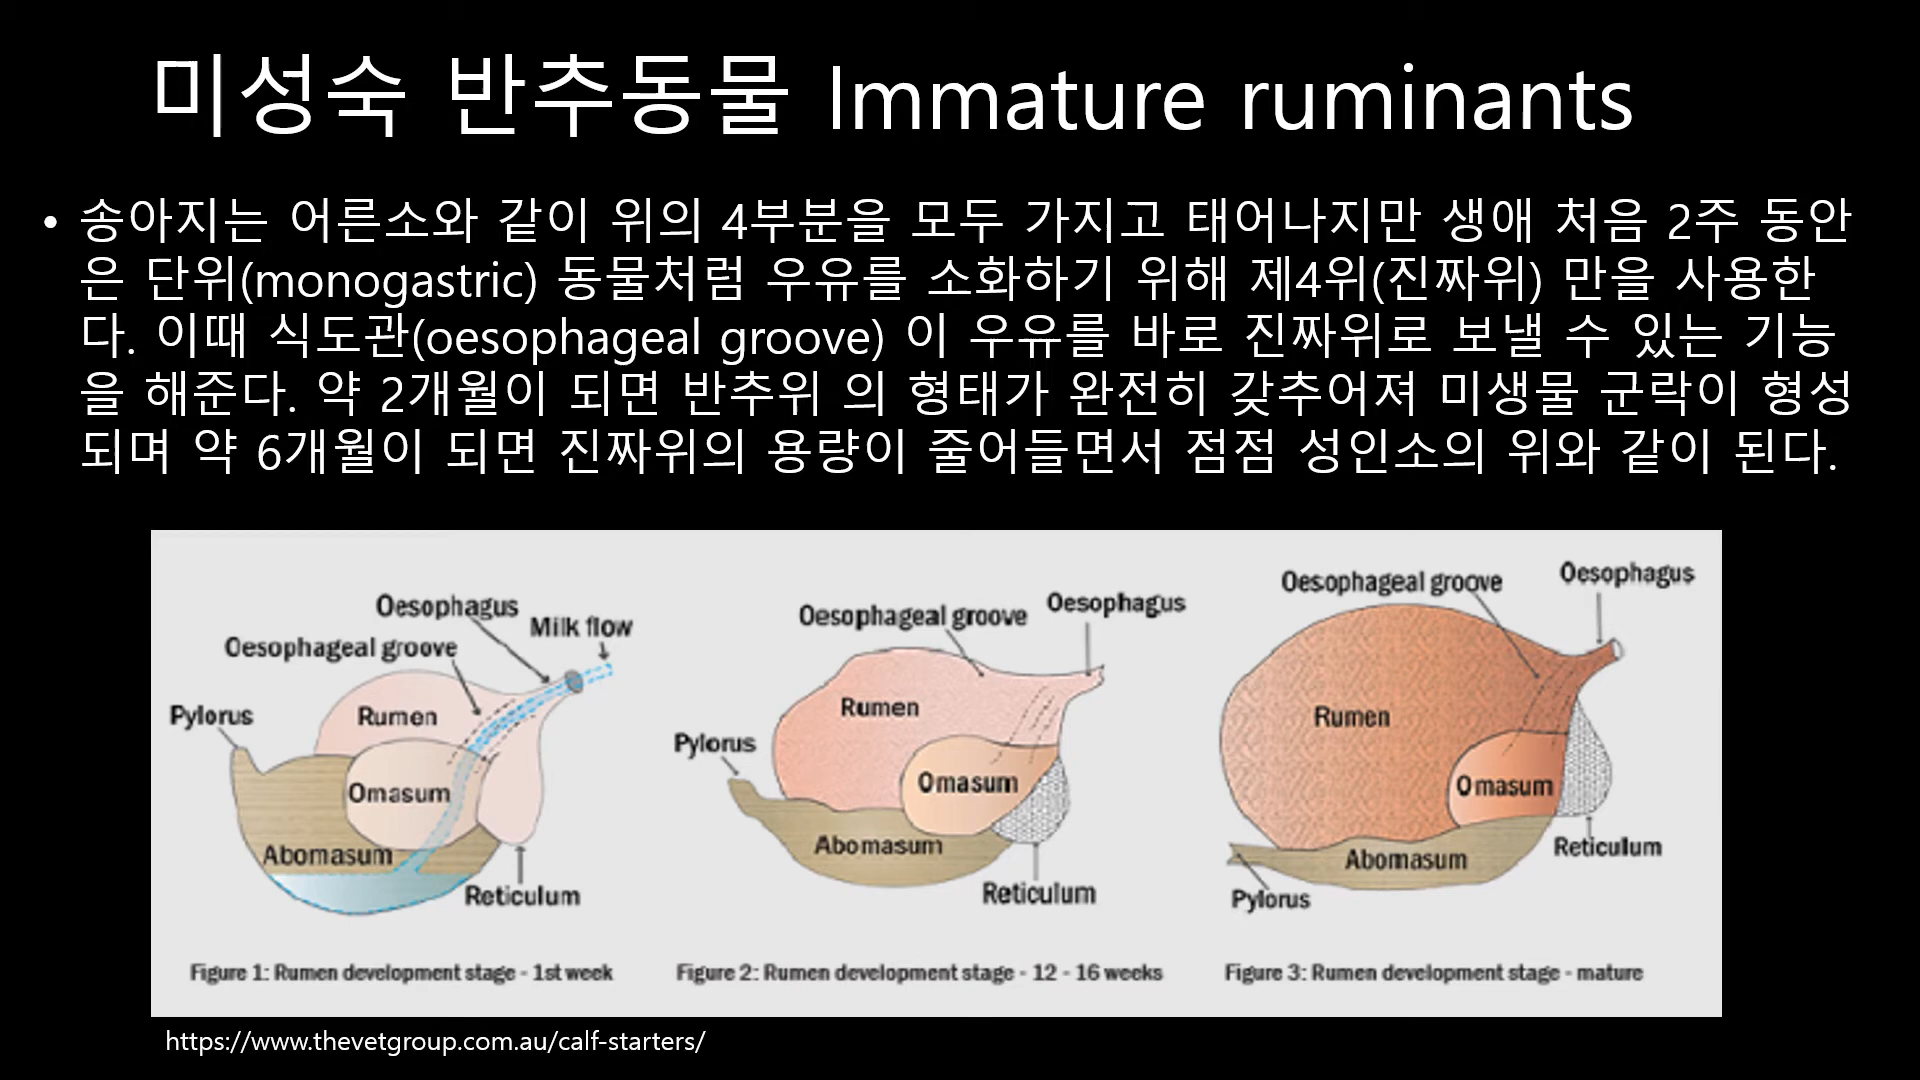 미성숙 반추동물 Immature ruminants
• 송아지는 어른소와 같이 위의 4부분을 모두 가지고 태어나지만 생애 처음 2주 동안
은 단위(monogastric) 동물처럼 우유를 소화하기 위해 제4위(진짜위) 만을 사용한
다. 이때 식도관(oesophageal groove) 이 우유를 바로 진짜위로 보낼 수 있는 기능
을 해준다. 약 2개월이 되면 반추위 의 형태가 완전히 갖추어져 미생물 군락이 형성
되며 약 6개월이 되면 진짜위의 용량이 줄어들면서 점점 성인소의 위와 같이 된다.
Oesophagus
Milk flow
Oesophageal groove
Pylorus
Rumen
Omasum
Abomasum
Reticulum
Figure 1: Rumen development stage - 1st week
Oesophageal groove
Oesophagus
Rumen
Pylorus
Omasum
Abomasum
Reticulum
Figure 2: Rumen development stage - 12 - 16 weeks
Oesophageal groove
Oesophagus
Rumen
Omasum
Abomasum
Reticulum
Pylorus
Figure 3: Rumen development stage - mature
https://www.thevetgroup.com.au/calf-starters/